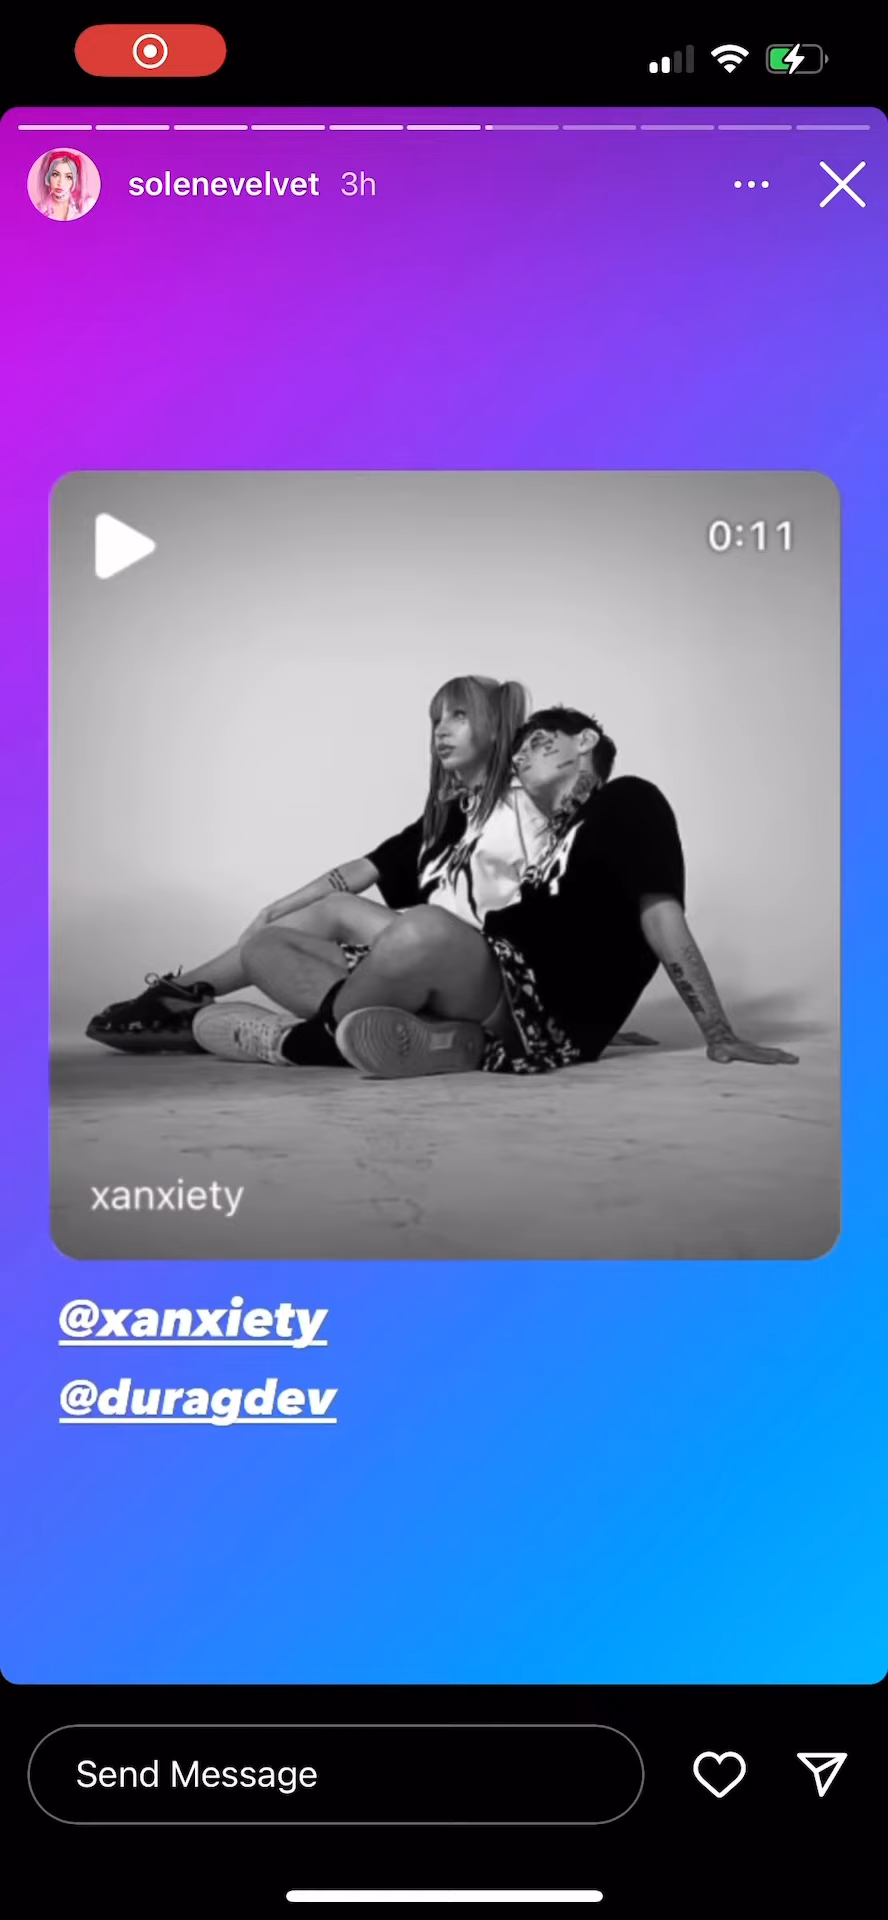 solenevelvet 3h
0:11
xanxiety
@xanxiety
@duragdev
Send Message